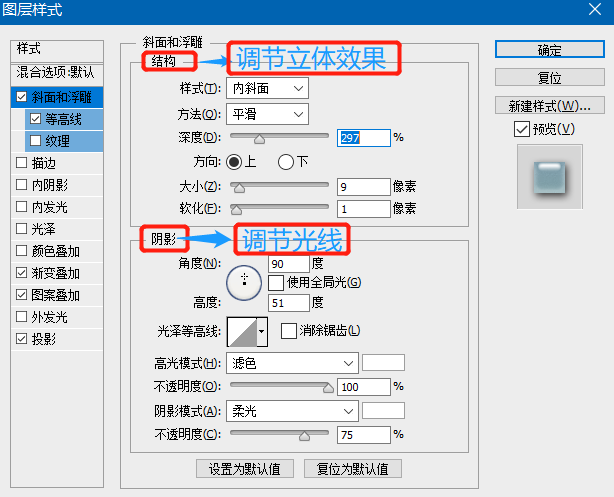 图层样式
样式
混合选项:默认
斜面和浮雕
等高线
纹理
描边
内阴影
内发光
光泽
颜色叠加
渐变叠加
图案叠加
外发光
投影
斜面和浮雕
结构
调节立体效果
样式(T): 内斜面
方法(Q): 平滑
深度(D): 297 %
方向: 上 下
大小(Z): 9 像素
软化(F): 1 像素
阴影
调节光线
角度(N): 90 度
使用全局光(G)
高度: 51 度
光泽等高线: 消除锯齿(L)
高光模式(H): 滤色
不透明度(O): 100 %
阴影模式(A): 柔光
不透明度(C): 75 %
设置为默认值 复位为默认值
确定
复位
新建样式(W)...
预览(V)